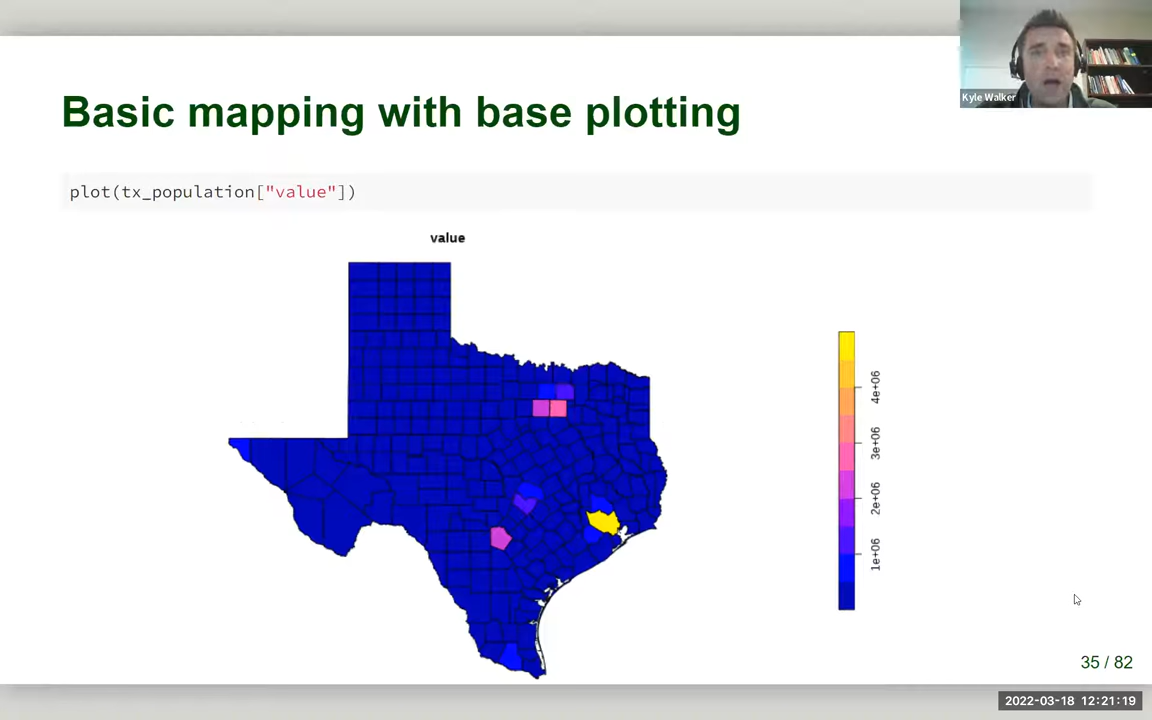 Kyle Walker
Basic mapping with base plotting
plot(tx_population["value"])
value
4e+06
3e+06
2e+06
1e+06
35 / 82
2022-03-18 12:21:19